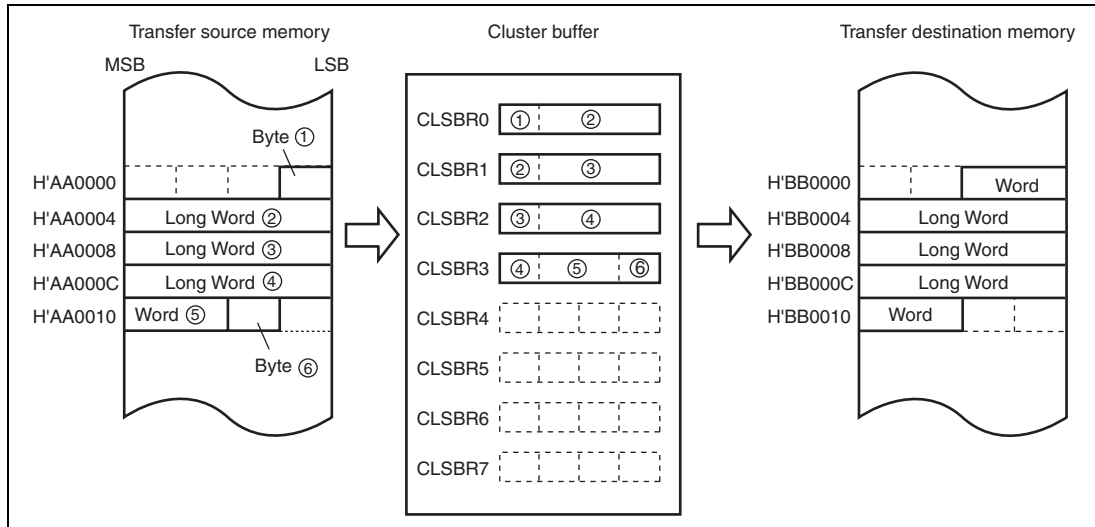 Transfer source memory
MSB
LSB
Byte ①
H'AA0000
H'AA0004
Long Word ②
H'AA0008
Long Word ③
H'AA000C
Long Word ④
H'AA0010
Word ⑤
Byte ⑥
Cluster buffer
CLSBR0 ① ②
CLSBR1 ② ③
CLSBR2 ③ ④
CLSBR3 ④ ⑤ ⑥
CLSBR4
CLSBR5
CLSBR6
CLSBR7
Transfer destination memory
H'BB0000
Word
H'BB0004
Long Word
H'BB0008
Long Word
H'BB000C
Long Word
H'BB0010
Word